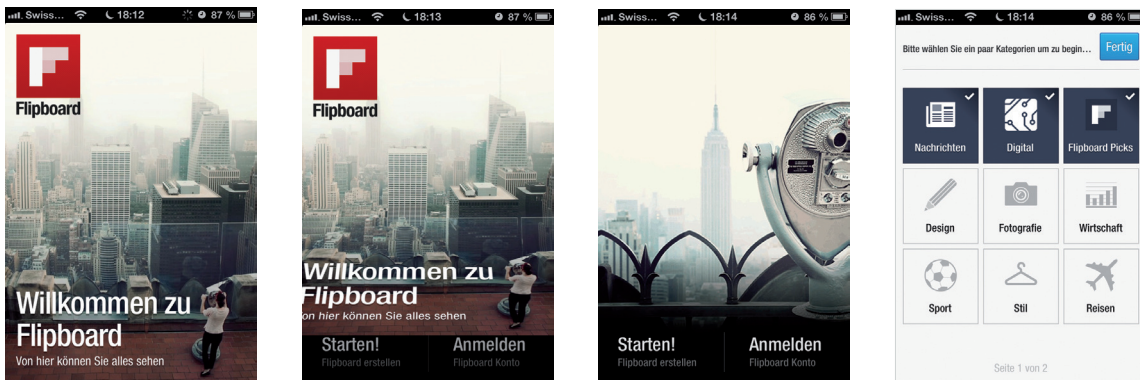 Swiss... 18:12 87 %
Flipboard
Willkommen zu
Flipboard
Von hier können Sie alles sehen
Swiss... 18:13 87 %
Flipboard
Willkommen zu
Flipboard
on hier können Sie alles sehen
Starten!
Flipboard erstellen
Anmelden
Flipboard Konto
Swiss... 18:14 86 %
Starten!
Flipboard erstellen
Anmelden
Flipboard Konto
Swiss... 18:14 86 %
Bitte wählen Sie ein paar Kategorien um zu begin...
Fertig
Nachrichten
Digital
Flipboard Picks
Design
Fotografie
Wirtschaft
Sport
Stil
Reisen
Seite 1 von 2